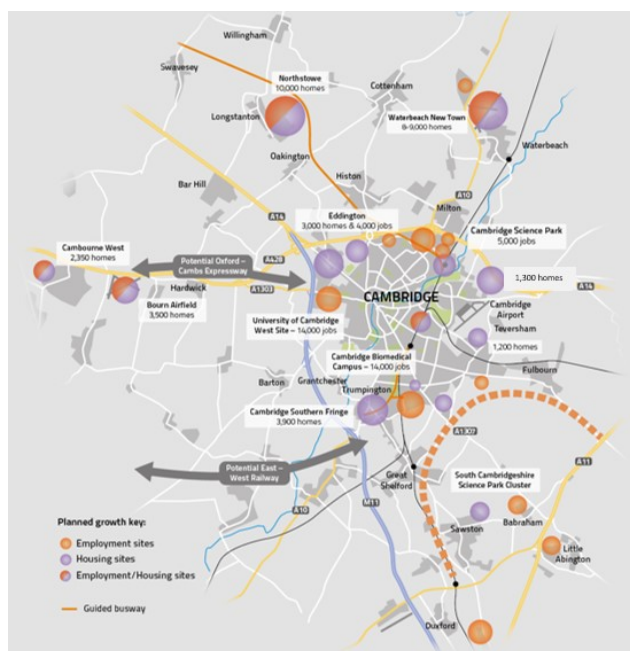 Willingham
Swavesey
Northstowe
10,000 homes
Cottenham
Longstanton
Waterbeach New Town
8-9,000 homes
Waterbeach
Oakington
Histon
Bar Hill
A10
Milton
A14
Eddington
3,000 homes & 4,000 jobs
Cambridge Science Park
5,000 jobs
Cambourne West
2,350 homes
Potential Oxford –
Cambs Expressway
A428
1,300 homes
Hardwick
A1303
A14
Bourn Airfield
3,500 homes
CAMBRIDGE
Cambridge
Airport
University of Cambridge
West Site – 14,000 jobs
Teversham
1,200 homes
Cambridge Biomedical
Campus – 14,000 jobs
Fulbourn
Barton
Grantchester
Trumpington
Cambridge Southern Fringe
3,900 homes
A1307
A11
Potential East –
West Railway
Great
Shelford
South Cambridgeshire
Science Park Cluster
A10
M11
Sawston
Babraham
Little
Abington
Duxford
Planned growth key:
Employment sites
Housing sites
Employment/Housing sites
Guided busway